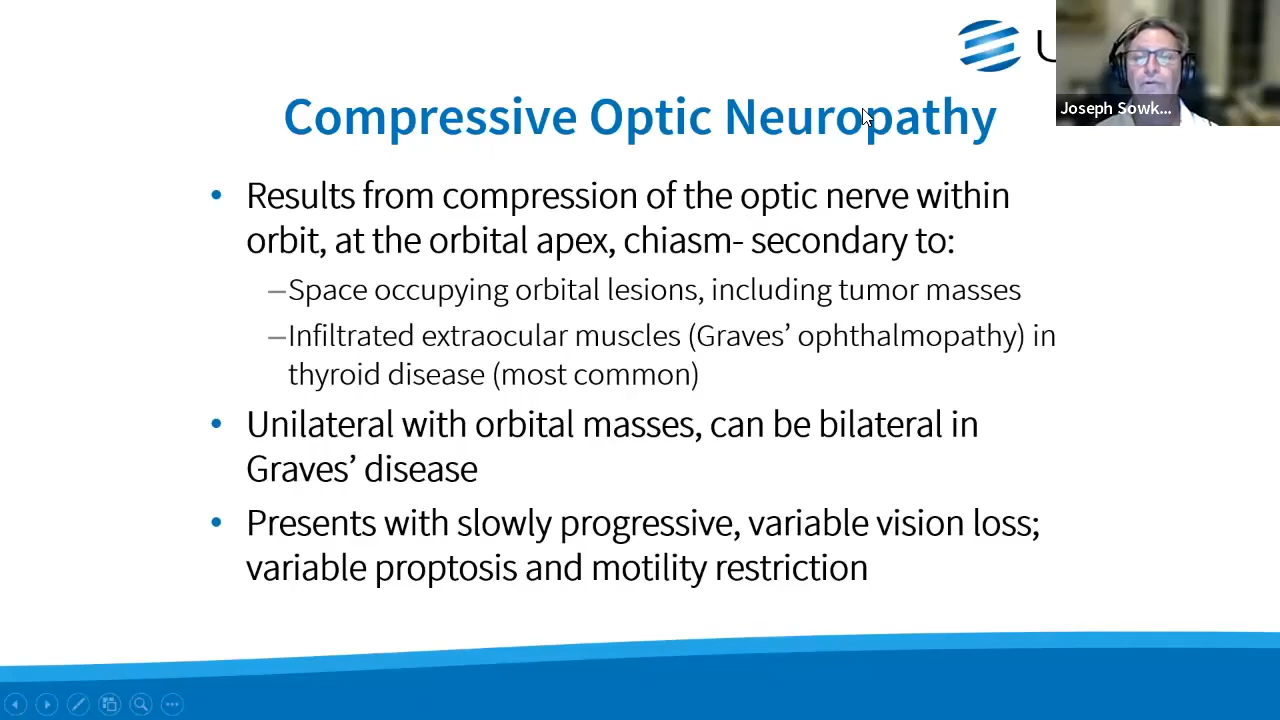 U
Joseph Sowk...
Compressive Optic Neuropathy
• Results from compression of the optic nerve within
orbit, at the orbital apex, chiasm- secondary to:
–Space occupying orbital lesions, including tumor masses
–Infiltrated extraocular muscles (Graves’ ophthalmopathy) in
thyroid disease (most common)
• Unilateral with orbital masses, can be bilateral in
Graves’ disease
• Presents with slowly progressive, variable vision loss;
variable proptosis and motility restriction